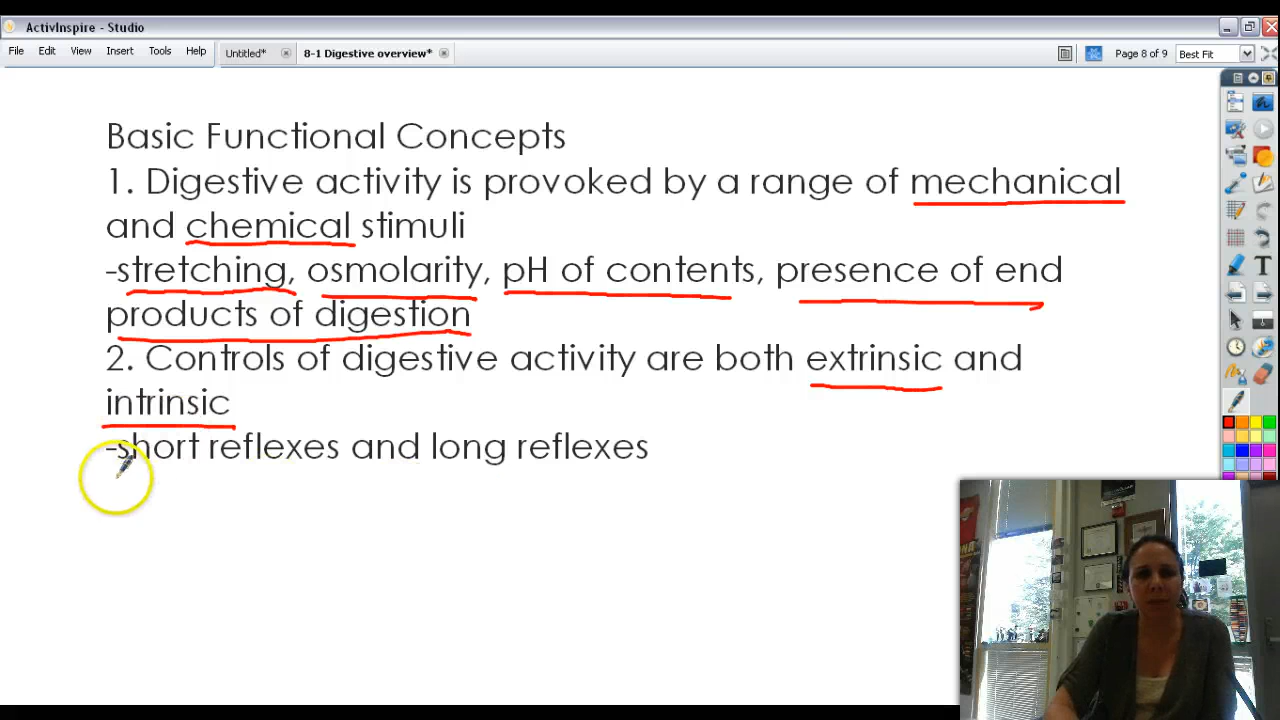 ActivInspire - Studio
File Edit View Insert Tools Help Untitled* 8-1 Digestive overview* Page 8 of 9 Best Fit
Basic Functional Concepts
1. Digestive activity is provoked by a range of mechanical
and chemical stimuli
-stretching, osmolarity, pH of contents, presence of end
products of digestion
2. Controls of digestive activity are both extrinsic and
intrinsic
-short reflexes and long reflexes